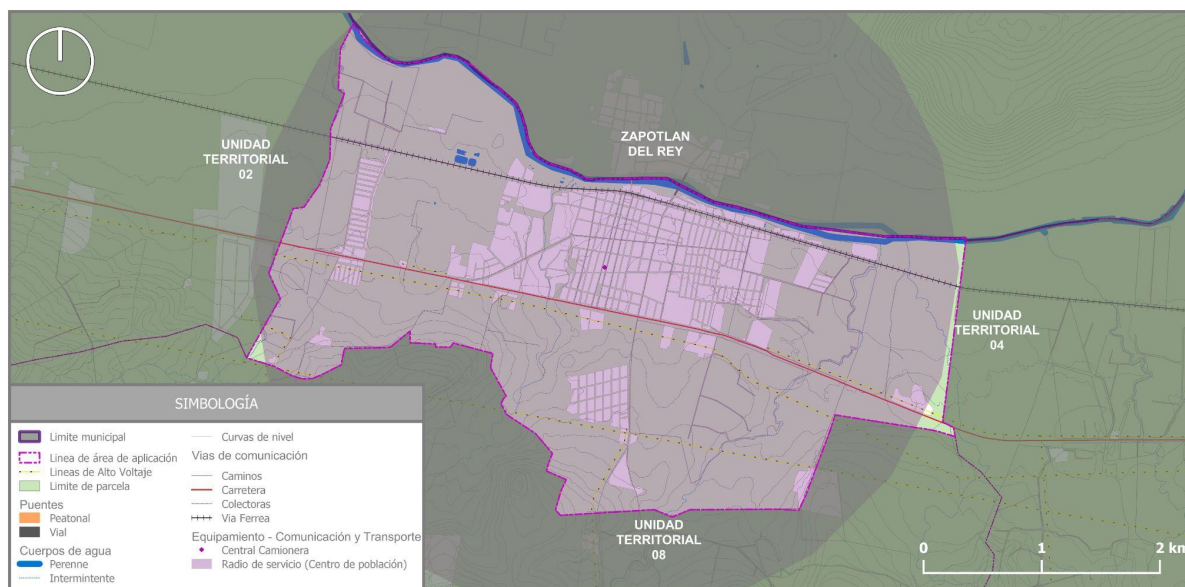 ZAPOTLAN
DEL REY
UNIDAD
TERRITORIAL
02
UNIDAD
TERRITORIAL
04
UNIDAD
TERRITORIAL
08
0 1 2 km
SIMBOLOGÍA
Limite municipal
Linea de área de aplicación
Lineas de Alto Voltaje
Limite de parcela
Puentes
Peatonal
Vial
Cuerpos de agua
Perenne
Intermintente
Curvas de nivel
Vias de comunicación
Caminos
Carretera
Colectoras
Via Ferrea
Equipamiento - Comunicación y Transporte
Central Camionera
Radio de servicio (Centro de población)